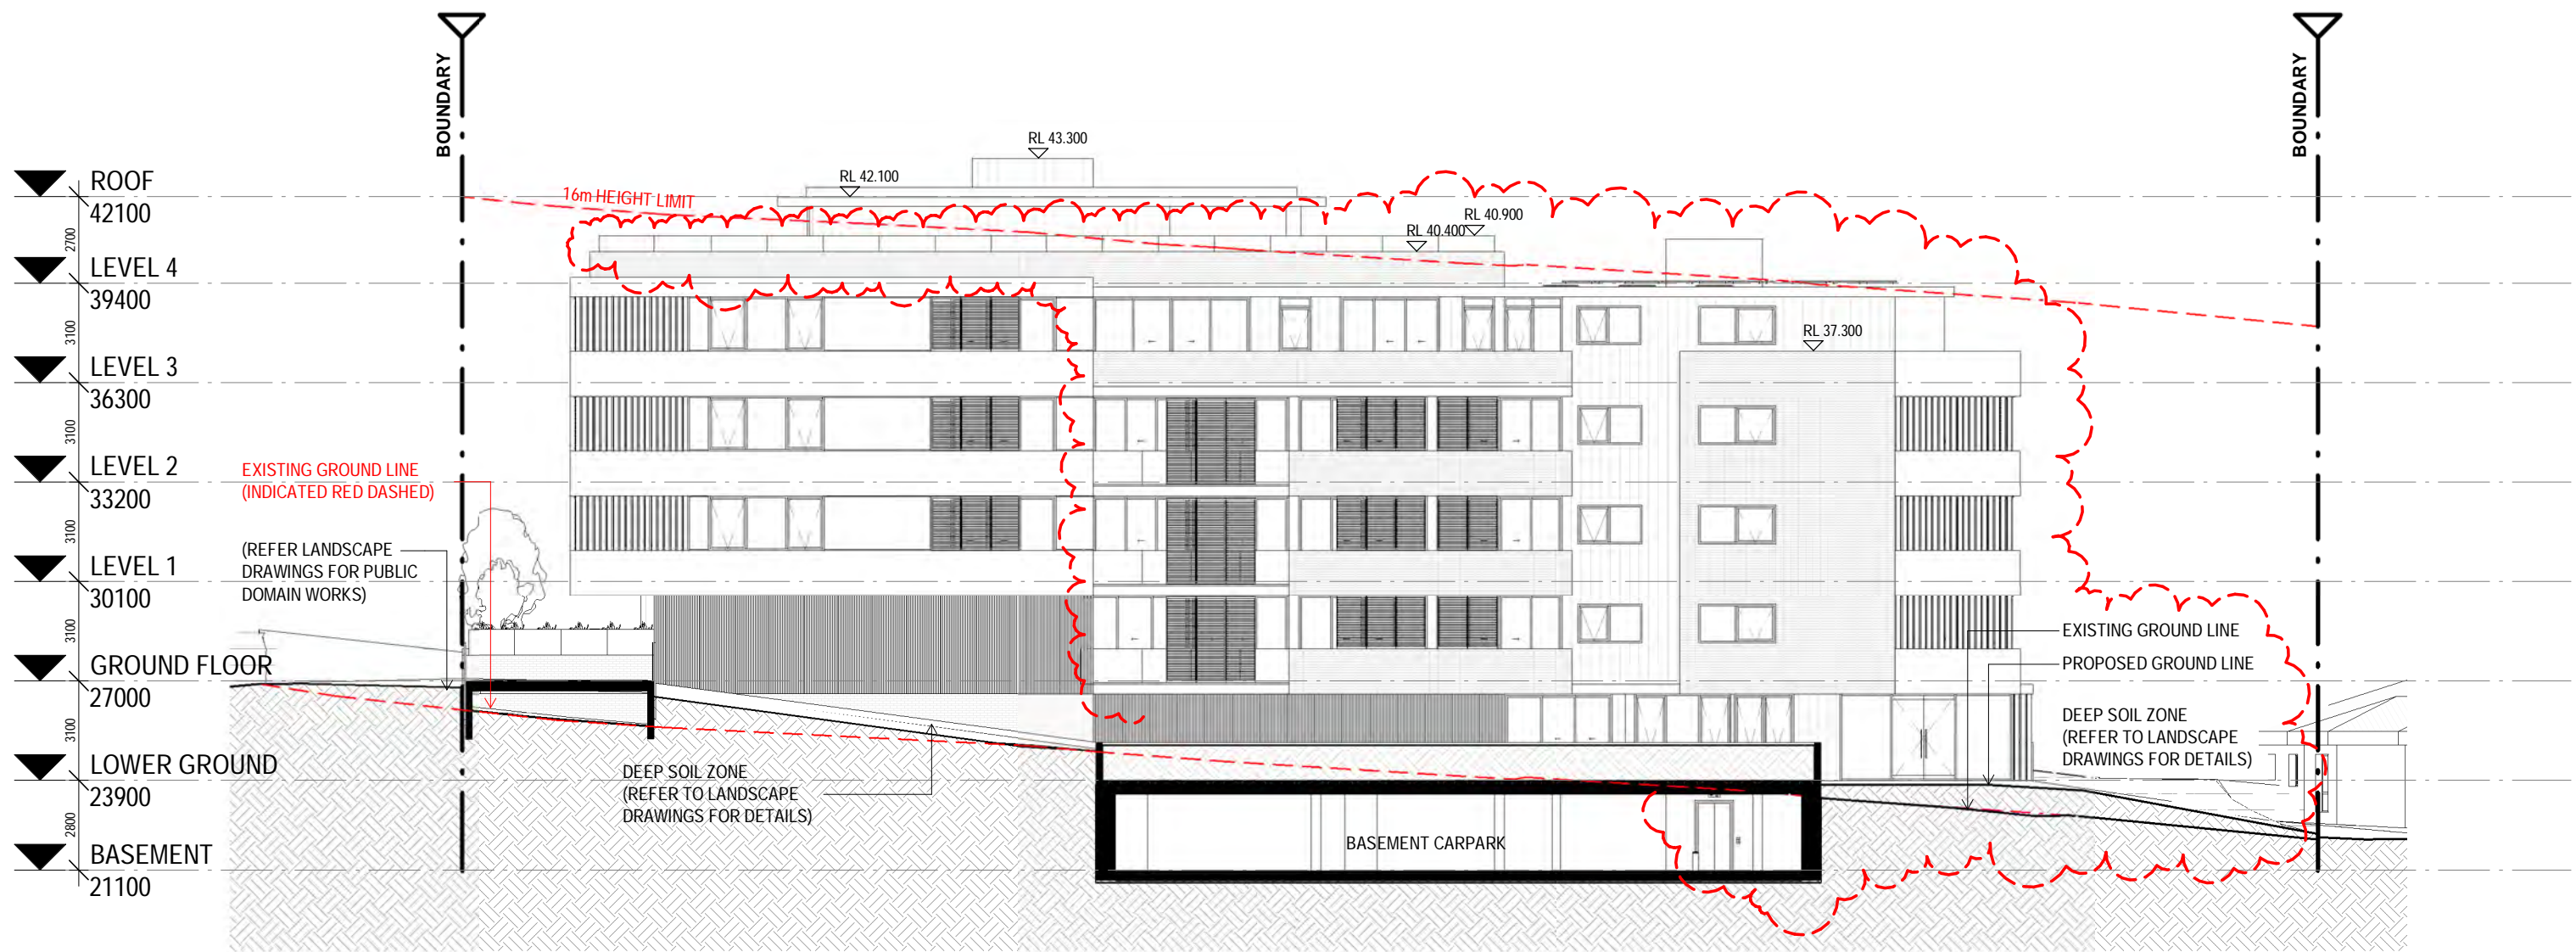 BOUNDARY
BOUNDARY
RL 43.300
RL 42.100
16m HEIGHT LIMIT
RL 40.900
RL 40.400
RL 37.300
ROOF
42100
2700
LEVEL 4
39400
3100
LEVEL 3
36300
3100
LEVEL 2
33200
3100
LEVEL 1
30100
3100
GROUND FLOOR
27000
3100
LOWER GROUND
23900
2800
BASEMENT
21100
EXISTING GROUND LINE
(INDICATED RED DASHED)
(REFER LANDSCAPE
DRAWINGS FOR PUBLIC
DOMAIN WORKS)
DEEP SOIL ZONE
(REFER TO LANDSCAPE
DRAWINGS FOR DETAILS)
BASEMENT CARPARK
EXISTING GROUND LINE
PROPOSED GROUND LINE
DEEP SOIL ZONE
(REFER TO LANDSCAPE
DRAWINGS FOR DETAILS)